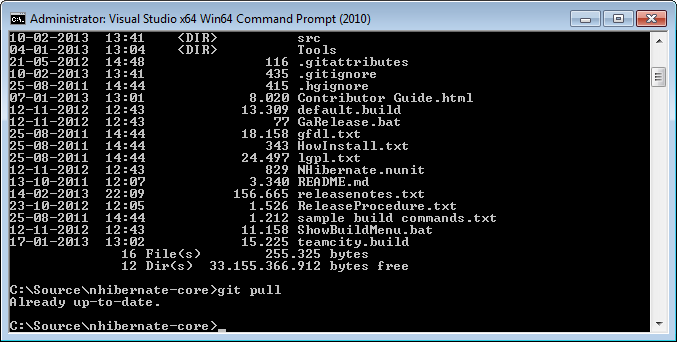 Administrator: Visual Studio x64 Win64 Command Prompt (2010)
10-02-2013  13:41    <DIR>          src
04-01-2013  13:04    <DIR>          Tools
21-05-2012  14:48               116 .gitattributes
10-02-2013  13:41               435 .gitignore
25-08-2011  14:44               415 .hgignore
07-01-2013  13:01             8.020 Contributor Guide.html
12-11-2012  12:43            13.309 default.build
12-11-2012  12:43                77 GaRelease.bat
25-08-2011  14:44            18.158 gfdl.txt
25-08-2011  14:44               343 HowInstall.txt
25-08-2011  14:44            24.497 lgpl.txt
12-11-2012  12:43               829 NHibernate.nunit
13-10-2011  12:07             3.340 README.md
14-02-2013  22:09           156.665 releasenotes.txt
23-10-2012  12:05             1.526 ReleaseProcedure.txt
25-08-2011  14:44             1.212 sample build commands.txt
12-11-2012  12:43            11.158 ShowBuildMenu.bat
17-01-2013  13:02            15.225 teamcity.build
              16 File(s)        255.325 bytes
              12 Dir(s)  33.155.366.912 bytes free
C:\Source\nhibernate-core>git pull
Already up-to-date.
C:\Source\nhibernate-core>_